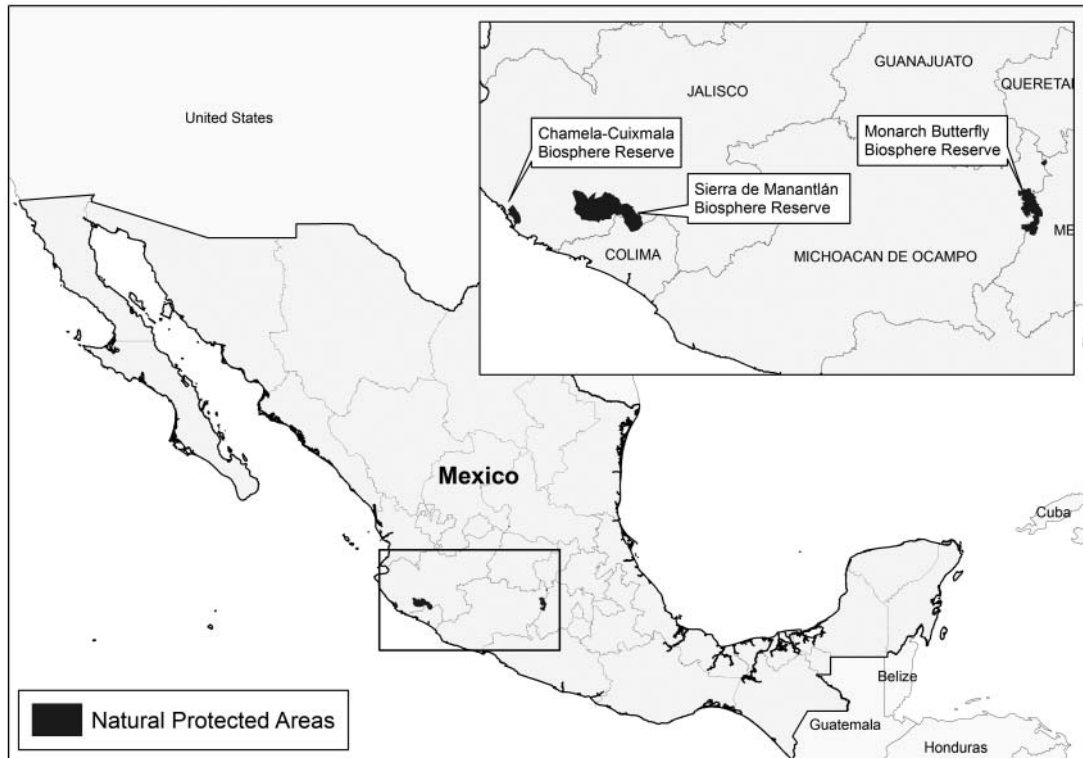 GUANAJUATO
QUERETA
JALISCO
United States
Chamela-Cuixmala
Biosphere Reserve
Monarch Butterfly
Biosphere Reserve
Sierra de Manantlán
Biosphere Reserve
ME
COLIMA
MICHOACAN DE OCAMPO
Mexico
Cuba
Belize
Natural Protected Areas
Guatemala
Honduras